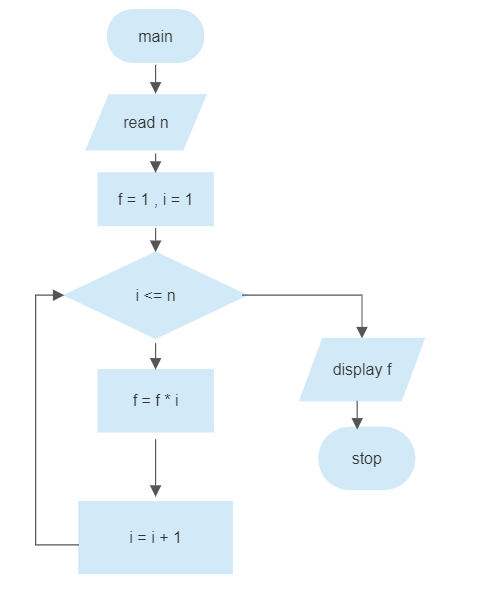 main
read n
f = 1 , i = 1
i <= n
f = f * i
i = i + 1
display f
stop